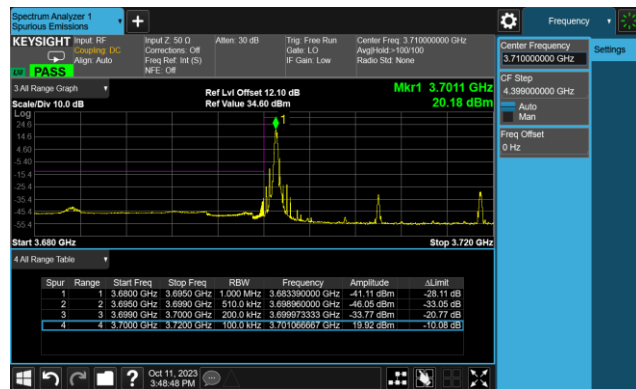 Spectrum Analyzer 1
Spurious Emissions
Frequency
KEYSIGHT
Input: RF
Coupling: DC
Align: Auto
Input Z: 50 Ω
Corrections: Off
Freq Ref: Int (S)
NFE: Off
Atten: 30 dB
Trig: Free Run
Gate: LO
IF Gain: Low
Center Freq: 3.710000000 GHz
Avg|Hold:>100/100
Radio Std: None
LV PASS
Center Frequency
3.710000000 GHz
Settings
CF Step
4.399000000 GHz
Auto
Man
Freq Offset
0 Hz
3 All Range Graph
Scale/Div 10.0 dB
Ref Lvl Offset 12.10 dB
Ref Value 34.60 dBm
Mkr1 3.7011 GHz
20.18 dBm
Log
24.6
14.6
4.60
-5.40
-15.4
-25.4
-35.4
-45.4
-55.4
1
Start 3.680 GHz
Stop 3.720 GHz
4 All Range Table
Spur Range Start Freq Stop Freq RBW Frequency Amplitude ΔLimit
1 1 3.6800 GHz 3.6950 GHz 1.000 MHz 3.683390000 GHz -41.11 dBm -28.11 dB
2 2 3.6950 GHz 3.6990 GHz 510.0 kHz 3.698960000 GHz -46.05 dBm -33.05 dB
3 3 3.6990 GHz 3.7000 GHz 200.0 kHz 3.699973333 GHz -33.77 dBm -20.77 dB
4 4 3.7000 GHz 3.7200 GHz 100.0 kHz 3.701066667 GHz 19.92 dBm -10.08 dB
?
Oct 11, 2023
3:48:48 PM